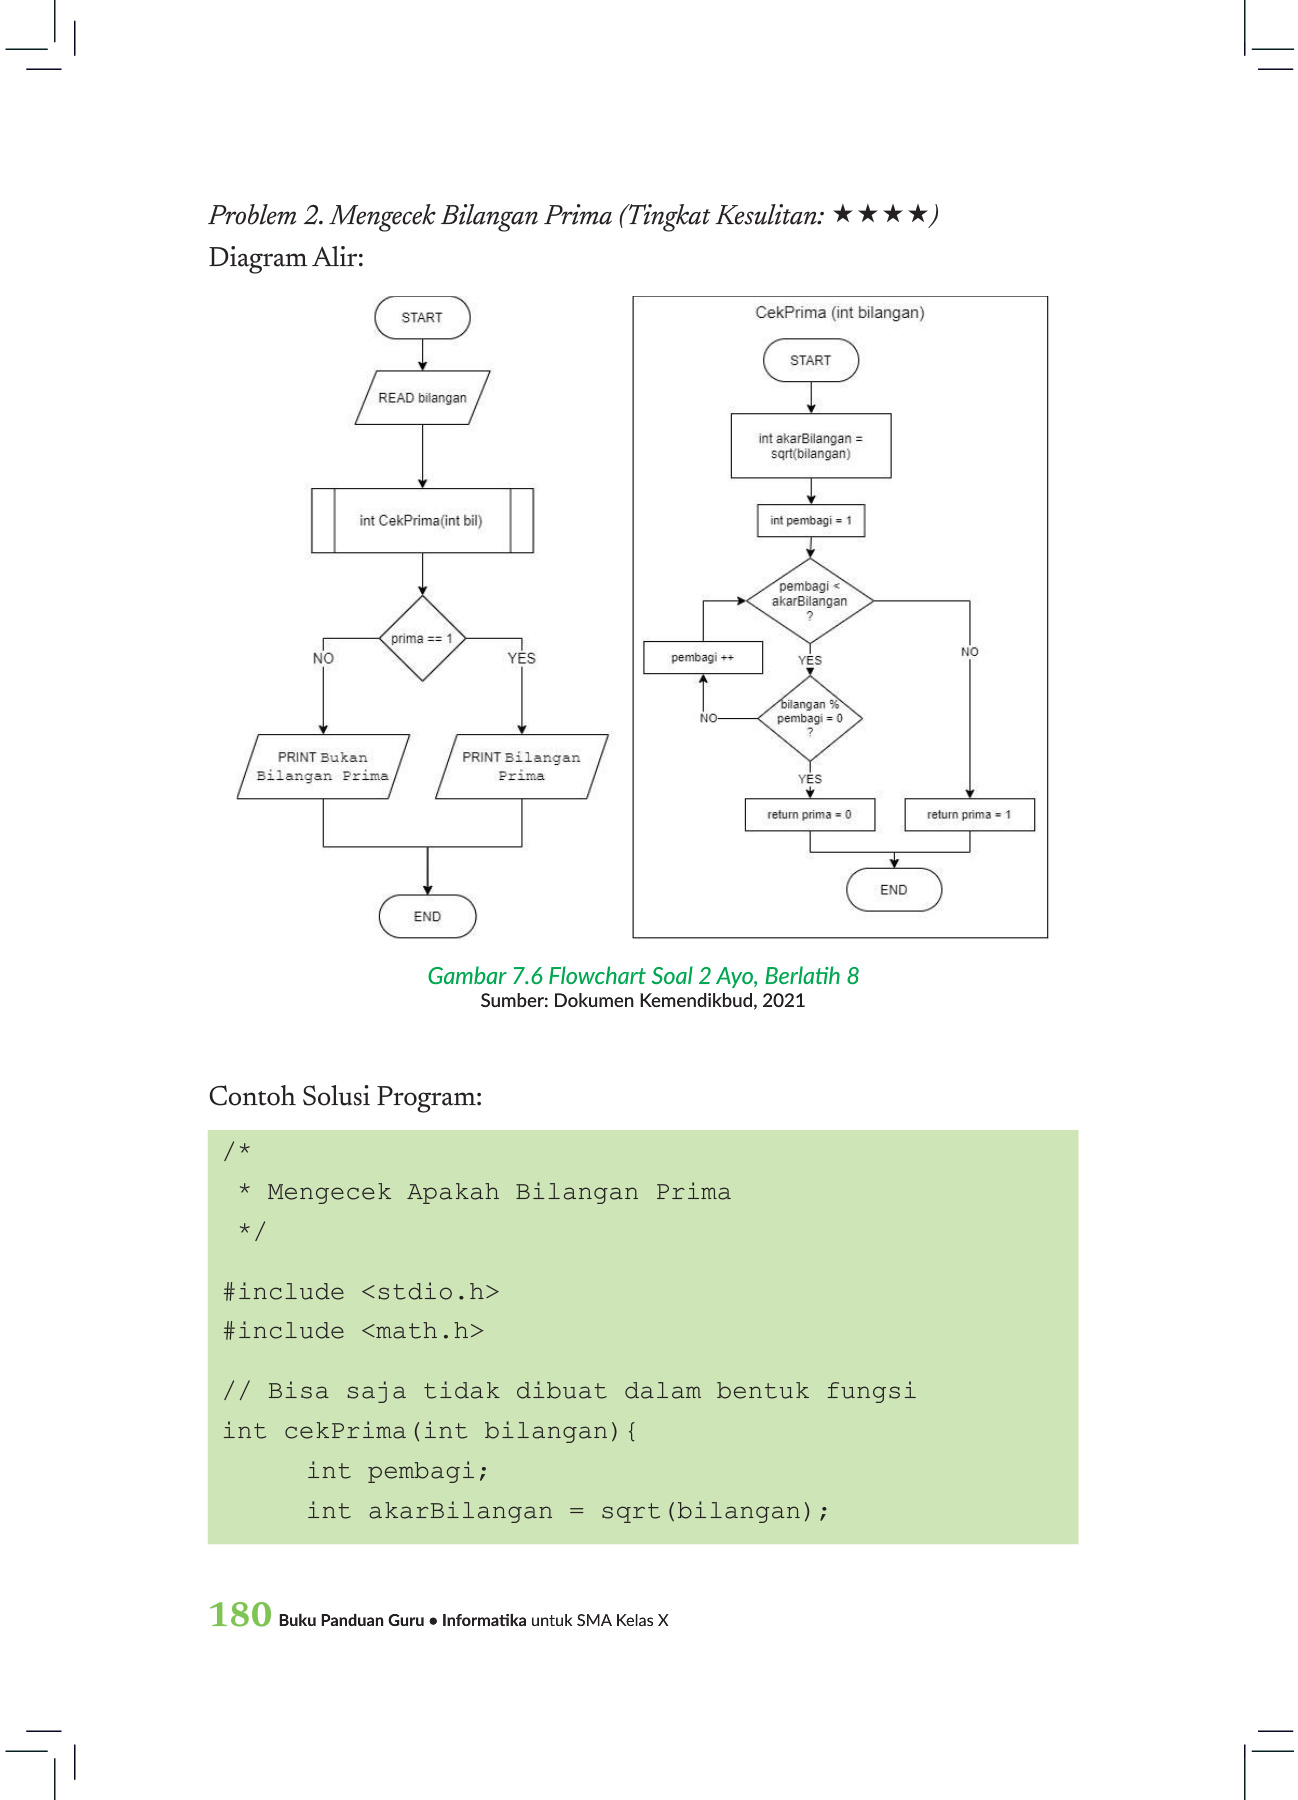 Problem 2. Mengecek Bilangan Prima (Tingkat Kesulitan: ★★★★)
Diagram Alir:
START
READ bilangan
int CekPrima(int bil)
prima == 1
NO
YES
PRINT Bukan
Bilangan Prima
PRINT Bilangan
Prima
END
CekPrima (int bilangan)
START
int akarBilangan =
sqrt(bilangan)
int pembagi = 1
pembagi <
akarBilangan
?
pembagi ++
YES
NO
bilangan %
pembagi = 0
?
NO
YES
return prima = 0
return prima = 1
END
Gambar 7.6 Flowchart Soal 2 Ayo, Berlatih 8
Sumber: Dokumen Kemendikbud, 2021
Contoh Solusi Program:
/*
* Mengecek Apakah Bilangan Prima
*/
#include <stdio.h>
#include <math.h>
// Bisa saja tidak dibuat dalam bentuk fungsi
int cekPrima(int bilangan){
int pembagi;
int akarBilangan = sqrt(bilangan);
180 Buku Panduan Guru • Informatika untuk SMA Kelas X